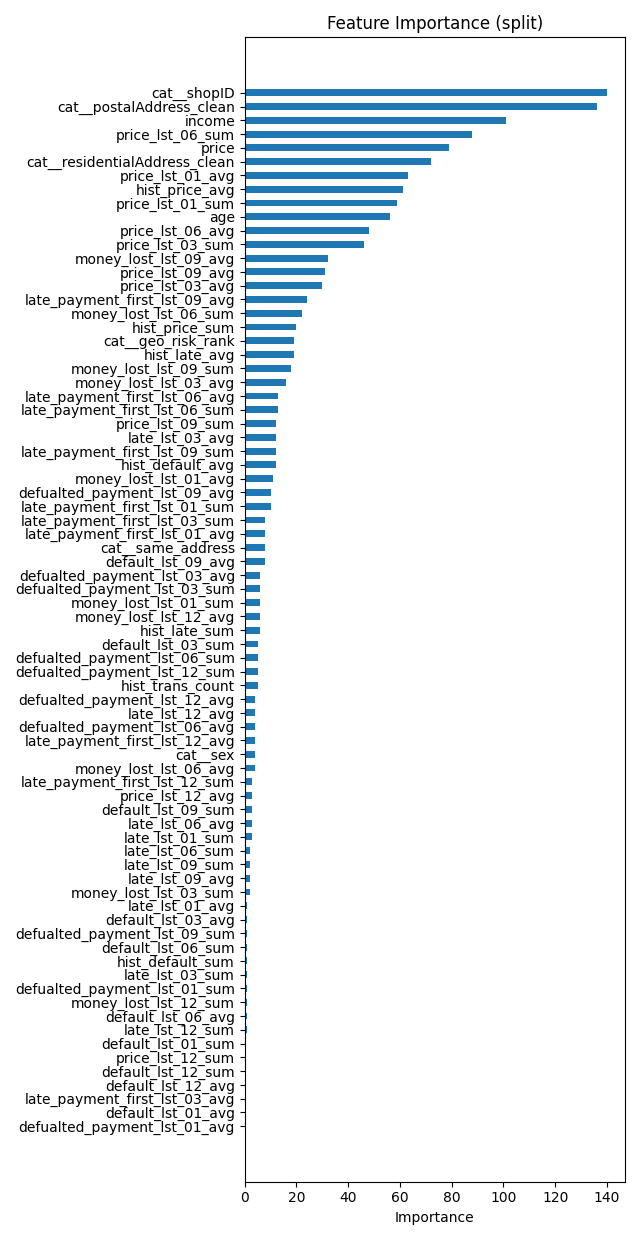 Feature Importance (split)
cat__shopID
cat__postalAddress_clean
income
price_lst_06_sum
price
cat__residentialAddress_clean
price_lst_01_avg
hist_price_avg
price_lst_01_sum
age
price_lst_06_avg
price_lst_03_sum
money_lost_lst_09_avg
price_lst_09_avg
price_lst_03_avg
late_payment_first_lst_09_avg
money_lost_lst_06_sum
hist_price_sum
cat__geo_risk_rank
hist_late_avg
money_lost_lst_09_sum
money_lost_lst_03_avg
late_payment_first_lst_06_avg
late_payment_first_lst_06_sum
price_lst_09_sum
late_lst_03_avg
late_payment_first_lst_09_sum
hist_default_avg
money_lost_lst_01_avg
defualted_payment_lst_09_avg
late_payment_first_lst_01_sum
late_payment_first_lst_03_sum
late_payment_first_lst_01_avg
cat__same_address
default_lst_09_avg
defualted_payment_lst_03_avg
defualted_payment_lst_03_sum
money_lost_lst_01_sum
money_lost_lst_12_avg
hist_late_sum
default_lst_03_sum
defualted_payment_lst_06_sum
defualted_payment_lst_12_sum
hist_trans_count
defualted_payment_lst_12_avg
late_lst_12_avg
defualted_payment_lst_06_avg
late_payment_first_lst_12_avg
cat__sex
money_lost_lst_06_avg
late_payment_first_lst_12_sum
price_lst_12_avg
default_lst_09_sum
late_lst_06_avg
late_lst_01_sum
late_lst_06_sum
late_lst_09_sum
late_lst_09_avg
money_lost_lst_03_sum
late_lst_01_avg
default_lst_03_avg
defualted_payment_lst_09_sum
default_lst_06_sum
hist_default_sum
late_lst_03_sum
defualted_payment_lst_01_sum
money_lost_lst_12_sum
default_lst_06_avg
late_lst_12_sum
default_lst_01_sum
price_lst_12_sum
default_lst_12_sum
default_lst_12_avg
late_payment_first_lst_03_avg
default_lst_01_avg
defualted_payment_lst_01_avg
0 20 40 60 80 100 120 140
Importance